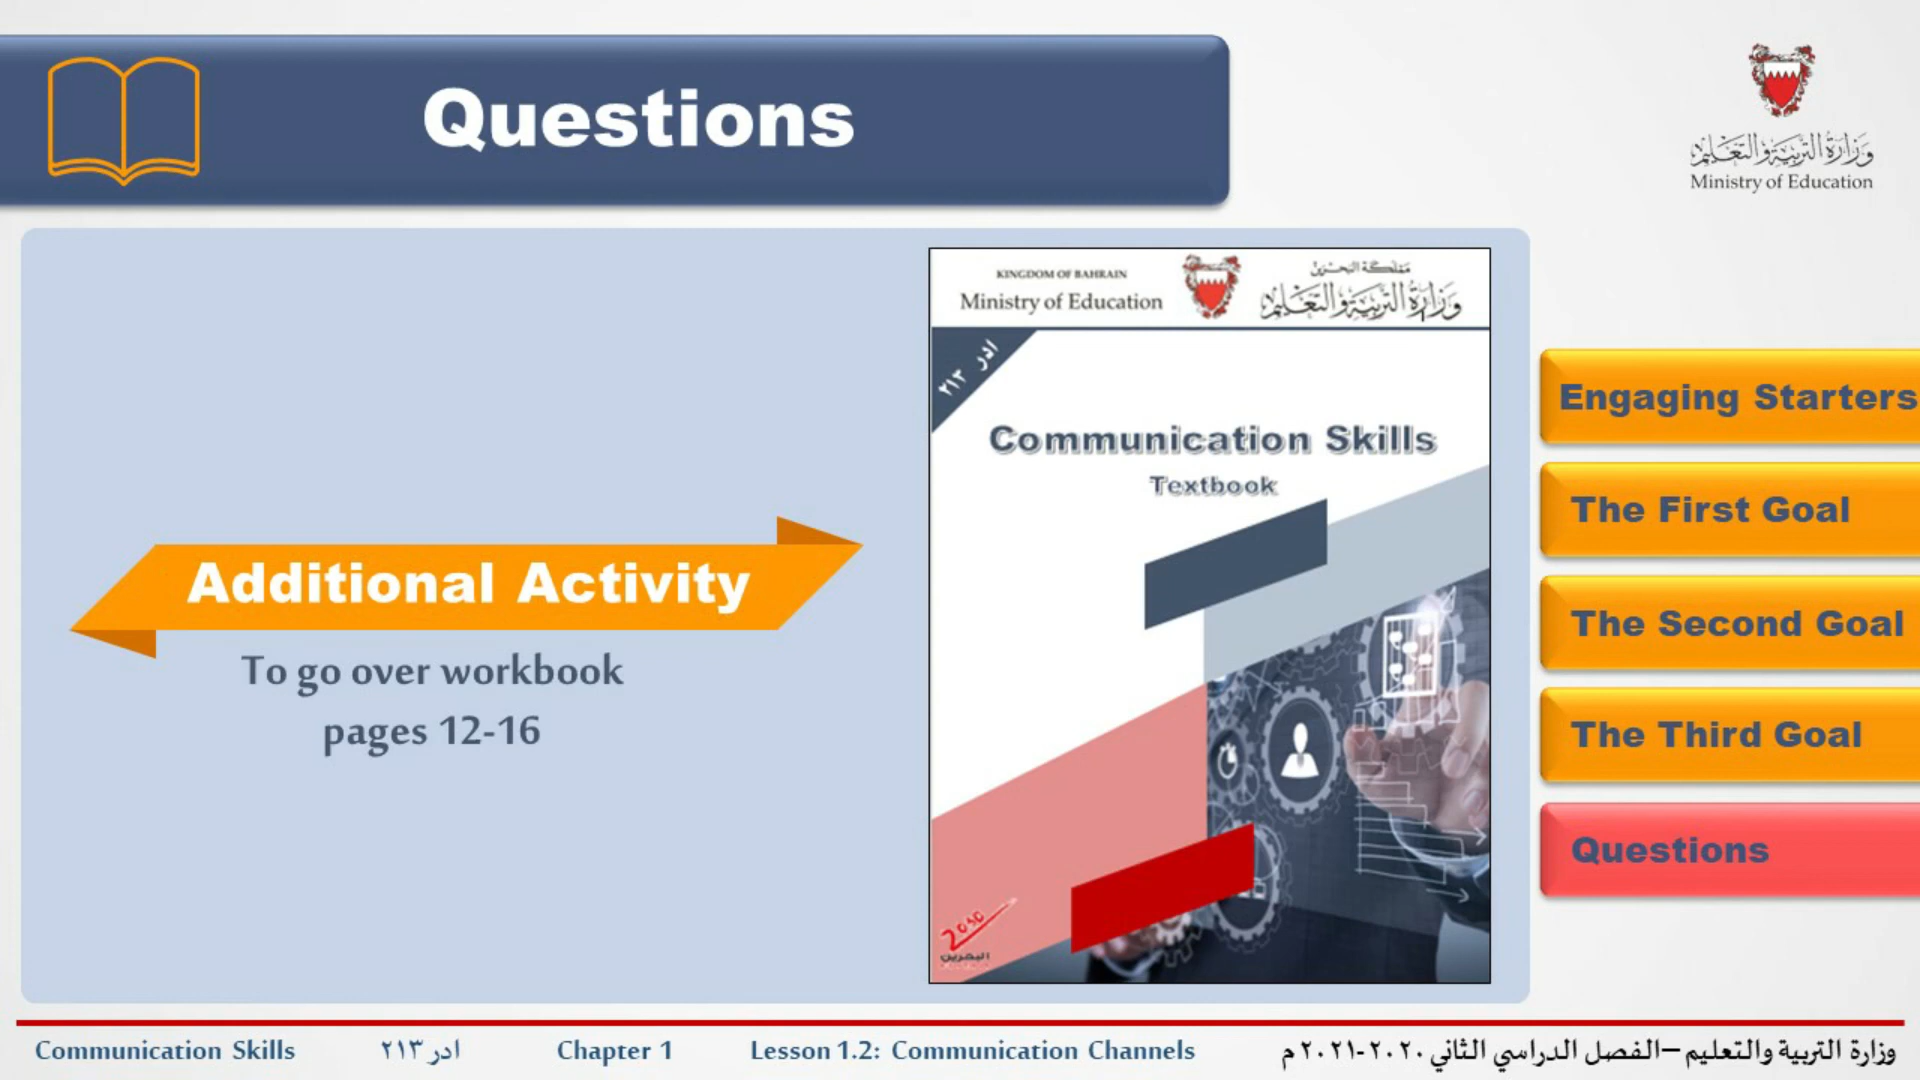 Questions
وزارة التربية والتعليم
Ministry of Education
KINGDOM OF BAHRAIN
Ministry of Education
مملكة البحرين
وزارة التربية والتعليم
ادر ٢١٣
Communication Skills
Textbook
Additional Activity
To go over workbook
pages 12-16
2030
البحرين
Engaging Starters
The First Goal
The Second Goal
The Third Goal
Questions
Communication Skills ادر ٢١٣ Chapter 1 Lesson 1.2: Communication Channels وزارة التربية والتعليم –الفصل الدراسي الثاني ٢٠٢٠-٢٠٢١ م